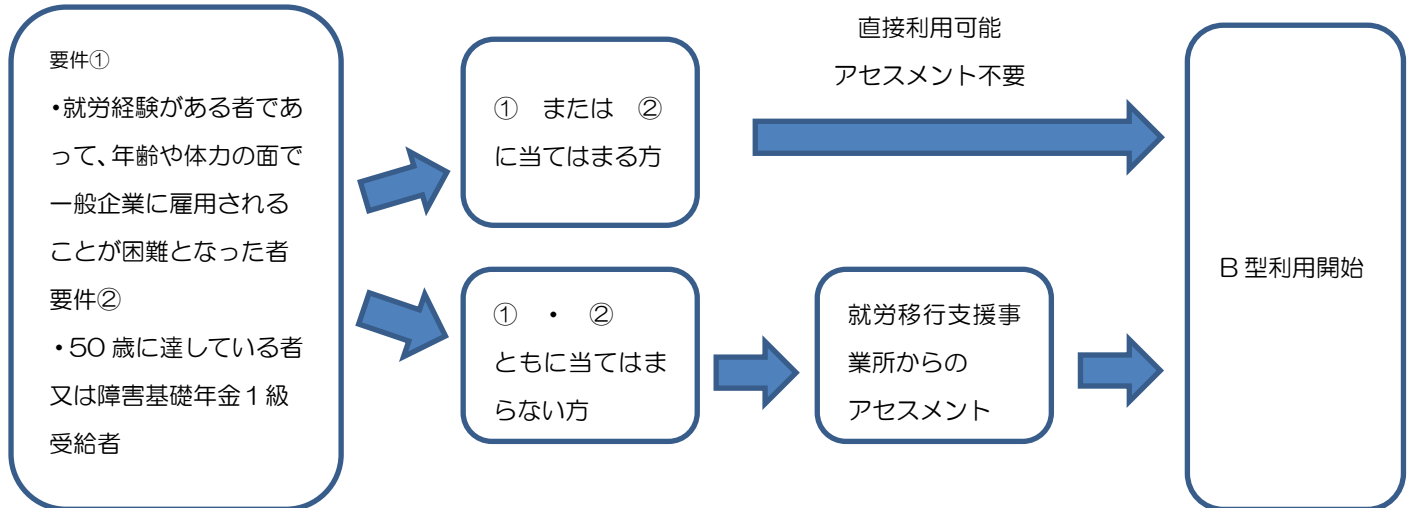 要件①
・就労経験がある者であ
って、年齢や体力の面で
一般企業に雇用される
ことが困難となった者
要件②
・50歳に達している者
又は障害基礎年金1級
受給者
① または ②
に当てはまる方
直接利用可能
アセスメント不要
① ・ ②
ともに当てはま
らない方
就労移行支援事
業所からの
アセスメント
B型利用開始